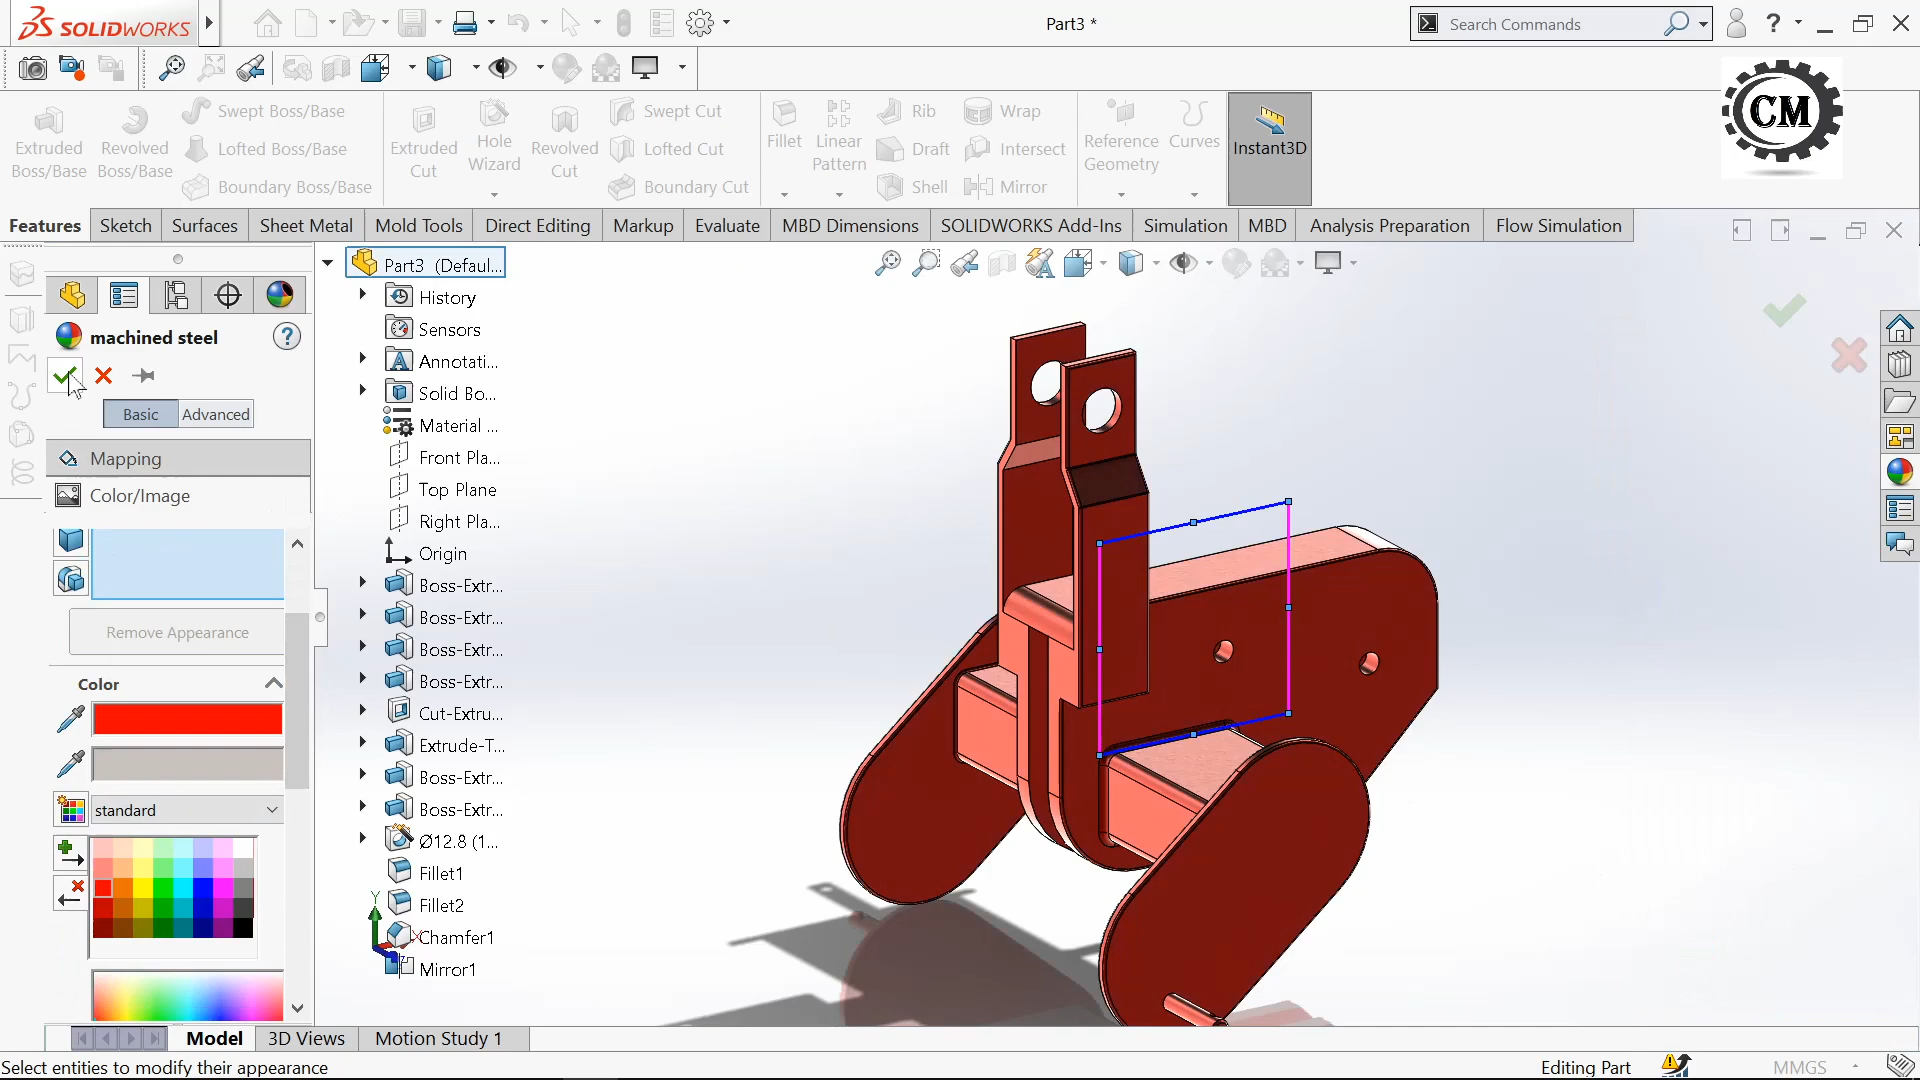 SOLIDWORKS
Part3 *
Search Commands
?
Extruded Boss/Base
Revolved Boss/Base
Swept Boss/Base
Lofted Boss/Base
Boundary Boss/Base
Extruded Cut
Hole Wizard
Revolved Cut
Swept Cut
Lofted Cut
Boundary Cut
Fillet
Linear Pattern
Rib
Draft
Shell
Wrap
Intersect
Mirror
Reference Geometry
Curves
Instant3D
CM
Features
Sketch
Surfaces
Sheet Metal
Mold Tools
Direct Editing
Markup
Evaluate
MBD Dimensions
SOLIDWORKS Add-Ins
Simulation
MBD
Analysis Preparation
Flow Simulation
machined steel
?
Basic
Advanced
Mapping
Color/Image
Remove Appearance
Color
standard
Part3 (Defaul...
History
Sensors
Annotati...
Solid Bo...
Material ...
Front Pla...
Top Plane
Right Pla...
Origin
Boss-Extr...
Boss-Extr...
Boss-Extr...
Boss-Extr...
Cut-Extru...
Extrude-T...
Boss-Extr...
Boss-Extr...
Ø12.8 (1...
Fillet1
Fillet2
Chamfer1
Mirror1
Y
X
Model
3D Views
Motion Study 1
Select entities to modify their appearance
Editing Part
MMGS